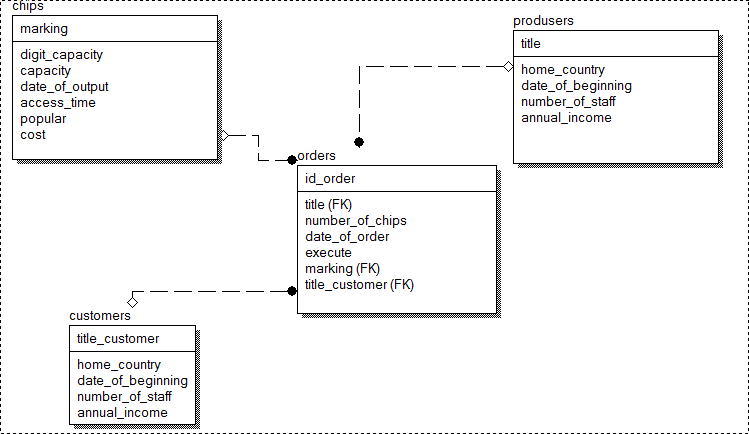 chips
marking
digit_capacity
capacity
date_of_output
access_time
popular
cost
produsers
title
home_country
date_of_beginning
number_of_staff
annual_income
orders
id_order
title (FK)
number_of_chips
date_of_order
execute
marking (FK)
title_customer (FK)
customers
title_customer
home_country
date_of_beginning
number_of_staff
annual_income